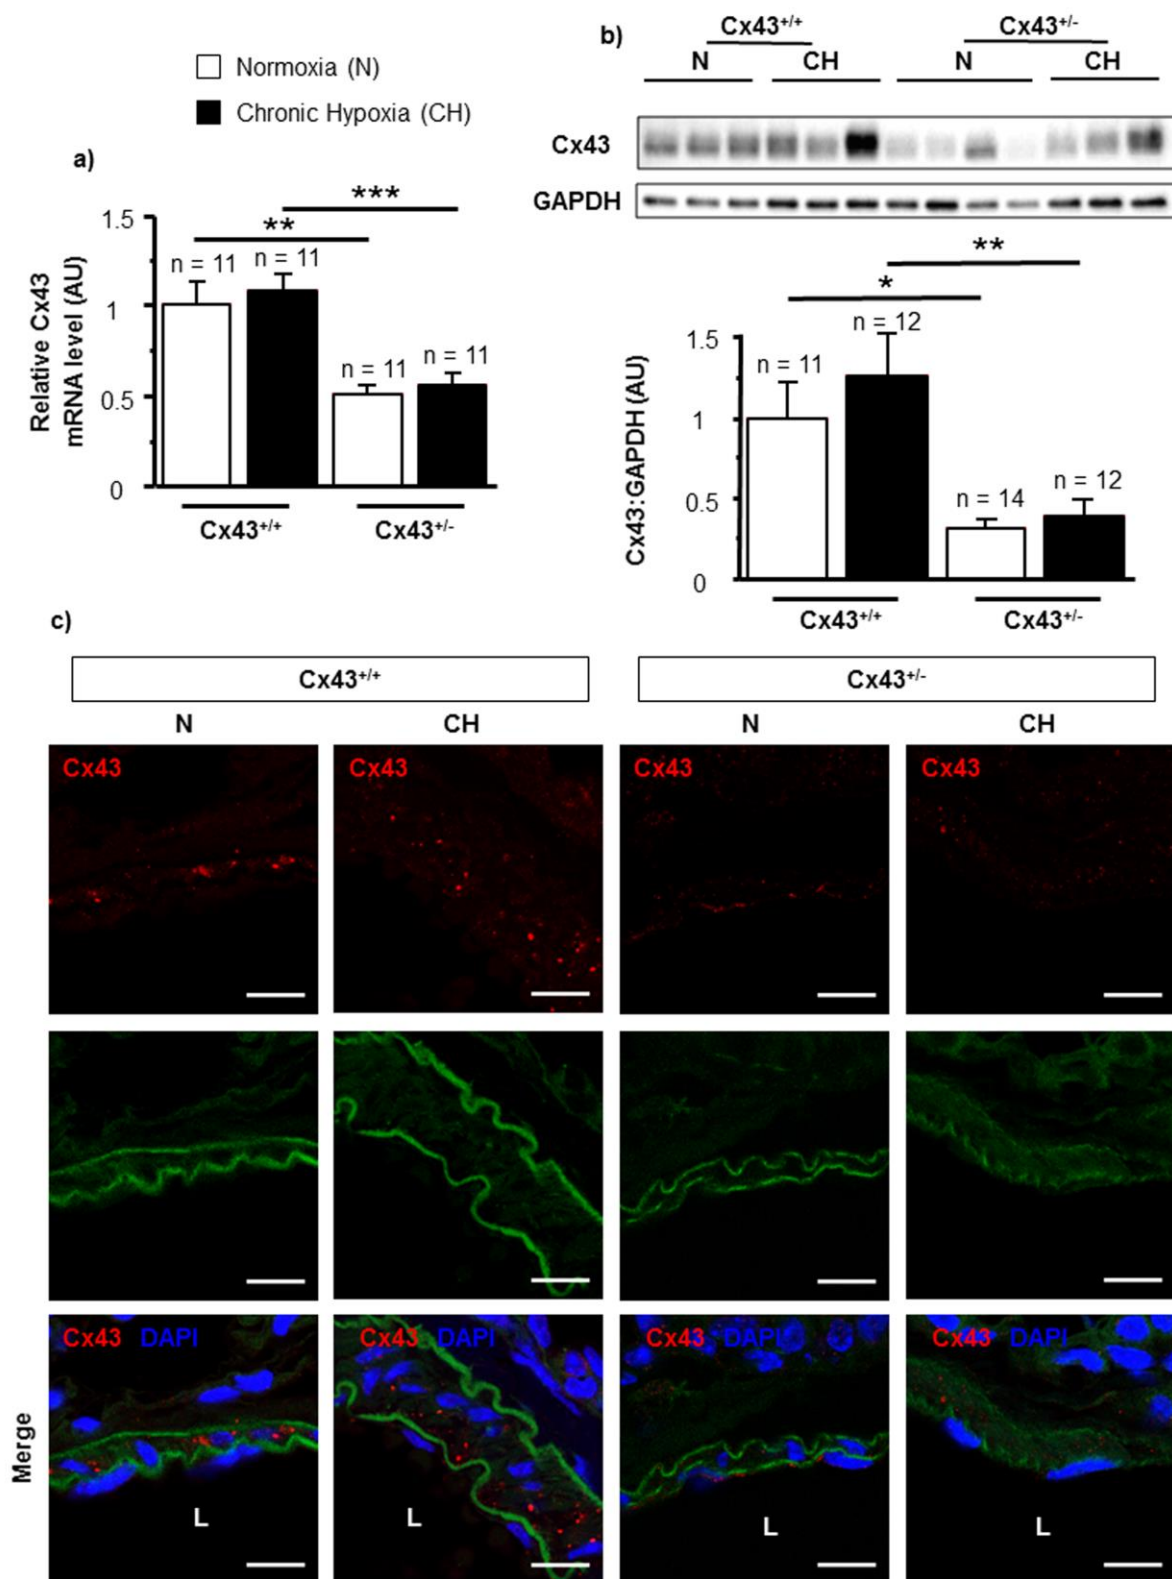 Normoxia (N)
Chronic Hypoxia (CH)
a)
***
**
1.5
n = 11
n = 11
1
n = 11
n = 11
0.5
0
Relative Cx43
mRNA level (AU)
Cx43+/+
Cx43+/-
b)
Cx43+/+
Cx43+/-
N
CH
N
CH
Cx43
GAPDH
**
*
1.5
n = 12
n = 11
1
n = 12
n = 14
0.5
0
Cx43:GAPDH (AU)
Cx43+/+
Cx43+/-
c)
Cx43+/+
Cx43+/-
N
CH
N
CH
Cx43
Cx43
Cx43
Cx43
Cx43 DAPI
Cx43 DAPI
Cx43 DAPI
Cx43 DAPI
Merge
L
L
L
L